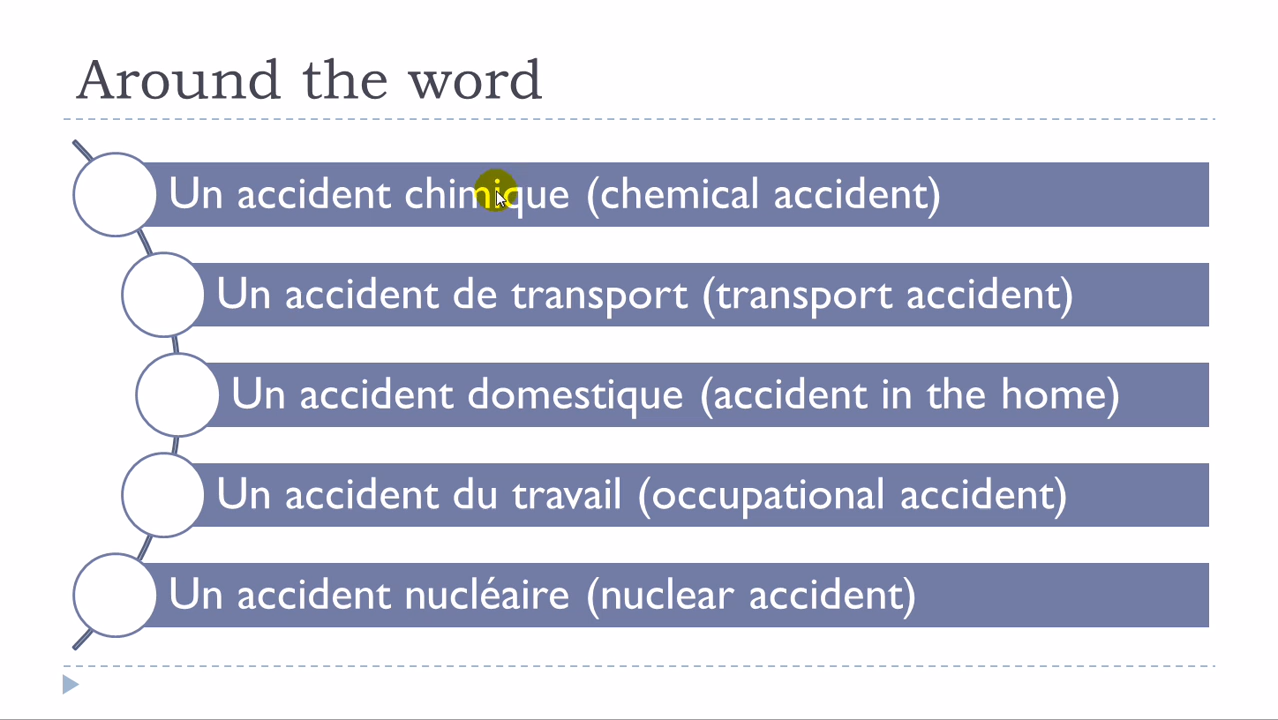 Around the word
Un accident chimique (chemical accident)
Un accident de transport (transport accident)
Un accident domestique (accident in the home)
Un accident du travail (occupational accident)
Un accident nucléaire (nuclear accident)